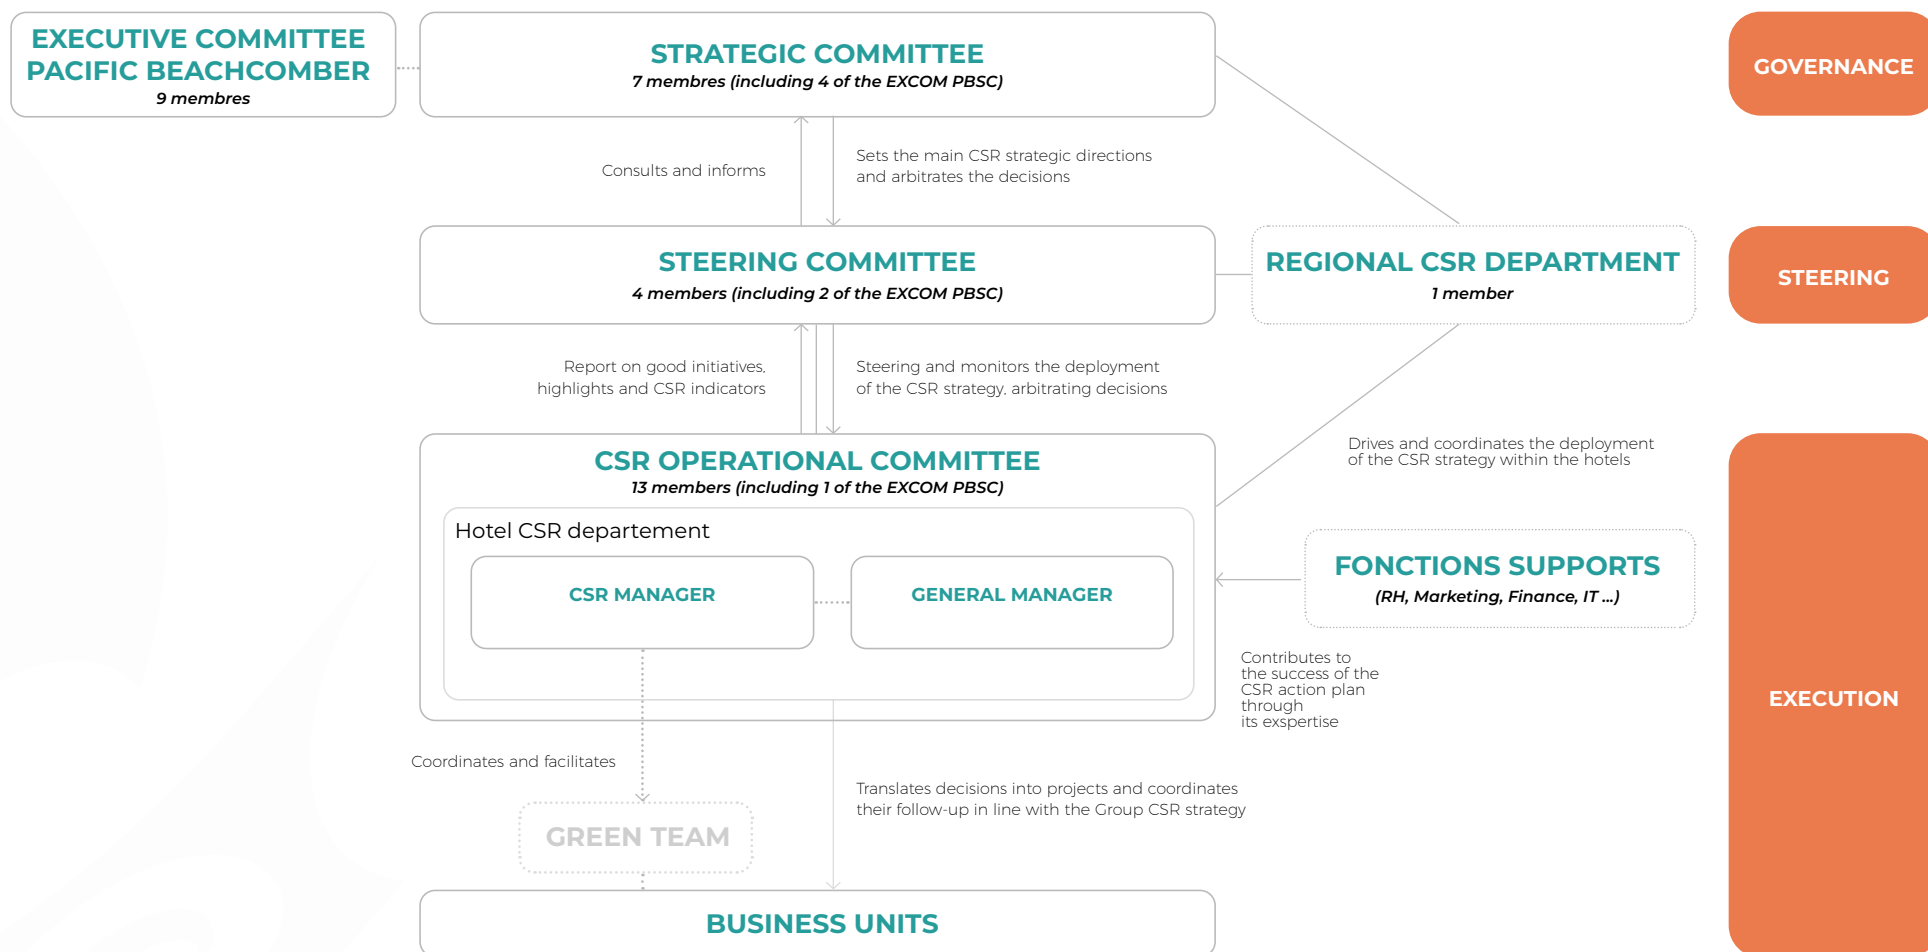 EXECUTIVE COMMITTEE
PACIFIC BEACHCOMBER
9 membres
STRATEGIC COMMITTEE
7 membres (including 4 of the EXCOM PBSC)
GOVERNANCE
Consults and informs
Sets the main CSR strategic directions
and arbitrates the decisions
STEERING COMMITTEE
4 members (including 2 of the EXCOM PBSC)
REGIONAL CSR DEPARTMENT
1 member
STEERING
Report on good initiatives,
highlights and CSR indicators
Steering and monitors the deployment
of the CSR strategy, arbitrating decisions
Drives and coordinates the deployment
of the CSR strategy within the hotels
CSR OPERATIONAL COMMITTEE
13 members (including 1 of the EXCOM PBSC)
Hotel CSR departement
CSR MANAGER
GENERAL MANAGER
FONCTIONS SUPPORTS
(RH, Marketing, Finance, IT ...)
Contributes to
the success of the
CSR action plan
through
its exspertise
EXECUTION
Coordinates and facilitates
Translates decisions into projects and coordinates
their follow-up in line with the Group CSR strategy
GREEN TEAM
BUSINESS UNITS